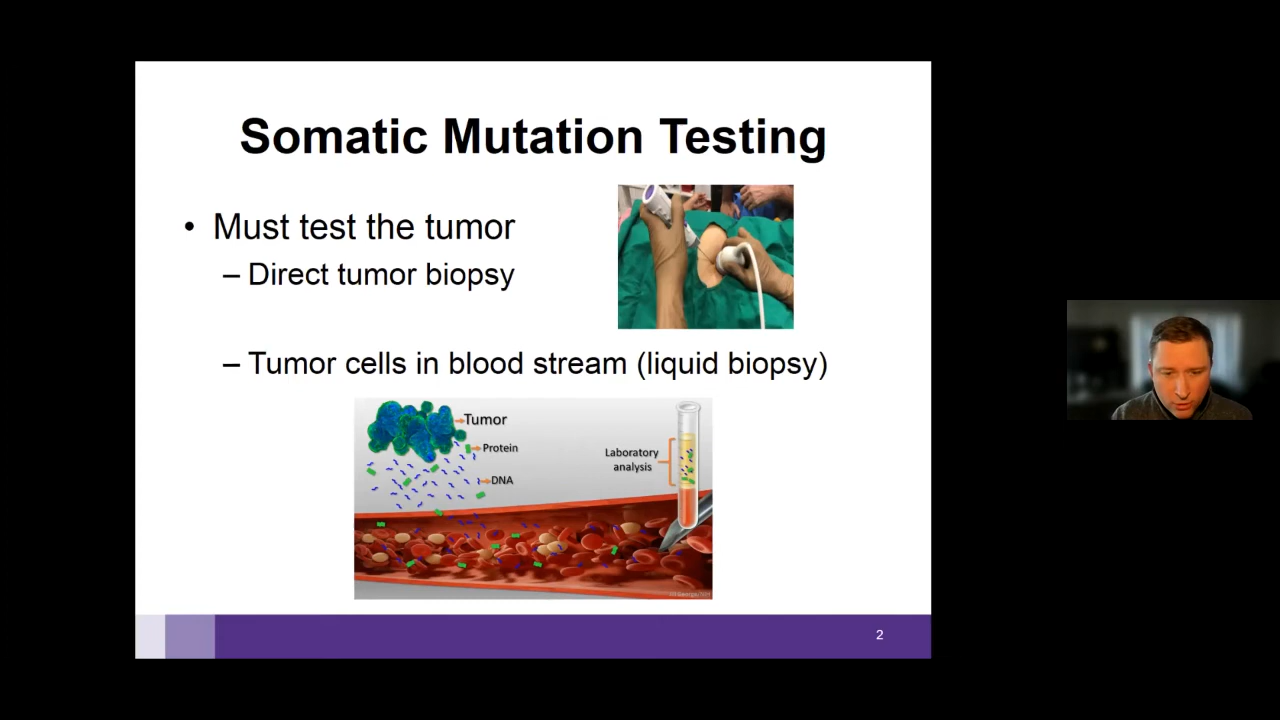 Somatic Mutation Testing
• Must test the tumor
– Direct tumor biopsy
– Tumor cells in blood stream (liquid biopsy)
Tumor
Protein
DNA
Laboratory
analysis
2